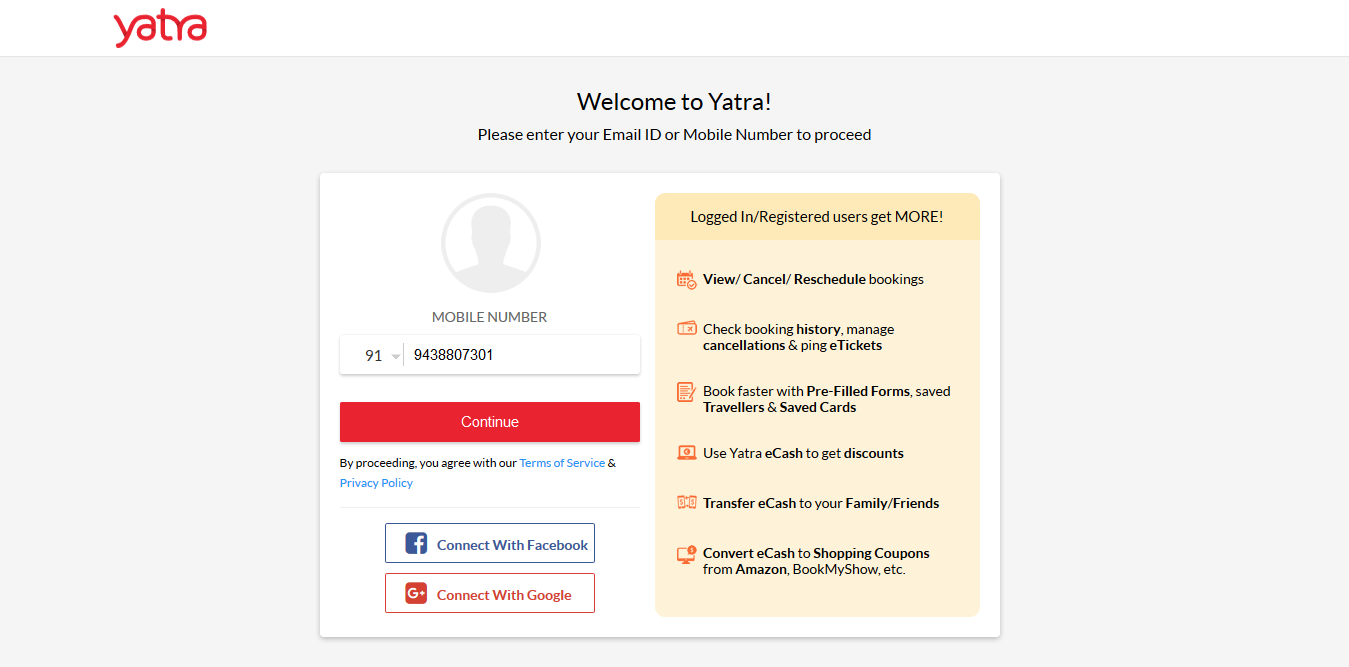 yatra
Welcome to Yatra!
Please enter your Email ID or Mobile Number to proceed
MOBILE NUMBER
91 9438807301
Continue
By proceeding, you agree with our Terms of Service &
Privacy Policy
Connect With Facebook
G+ Connect With Google
Logged In/Registered users get MORE!
View/ Cancel/ Reschedule bookings
Check booking history, manage
cancellations & ping eTickets
Book faster with Pre-Filled Forms, saved
Travellers & Saved Cards
Use Yatra eCash to get discounts
Transfer eCash to your Family/Friends
Convert eCash to Shopping Coupons
from Amazon, BookMyShow, etc.